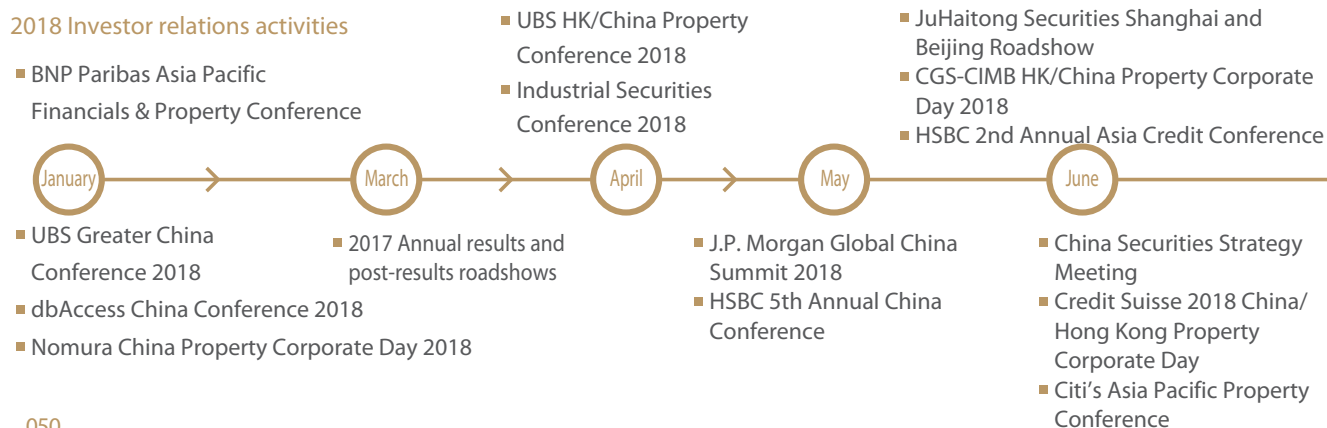 2018 Investor relations activities
■ BNP Paribas Asia Pacific
Financials & Property Conference
■ UBS HK/China Property
Conference 2018
■ Industrial Securities
Conference 2018
■ JuHaitong Securities Shanghai and
Beijing Roadshow
■ CGS-CIMB HK/China Property Corporate
Day 2018
■ HSBC 2nd Annual Asia Credit Conference
January
March
April
May
June
■ UBS Greater China
Conference 2018
■ dbAccess China Conference 2018
■ Nomura China Property Corporate Day 2018
■ 2017 Annual results and
post-results roadshows
■ J.P. Morgan Global China
Summit 2018
■ HSBC 5th Annual China
Conference
■ China Securities Strategy
Meeting
■ Credit Suisse 2018 China/
Hong Kong Property
Corporate Day
■ Citi’s Asia Pacific Property
Conference
050